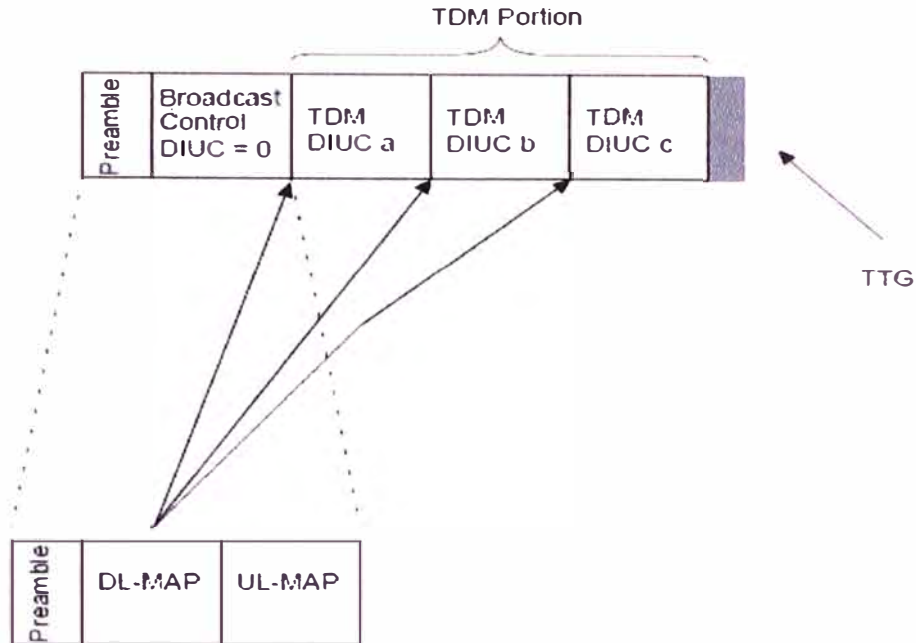 TDM Portion
Preamble
Broadcast
Control
DIUC = 0
TDM
DIUC a
TDM
DIUC b
TDM
DIUC c
TTG
Preamble
DL-MAP
UL-MAP